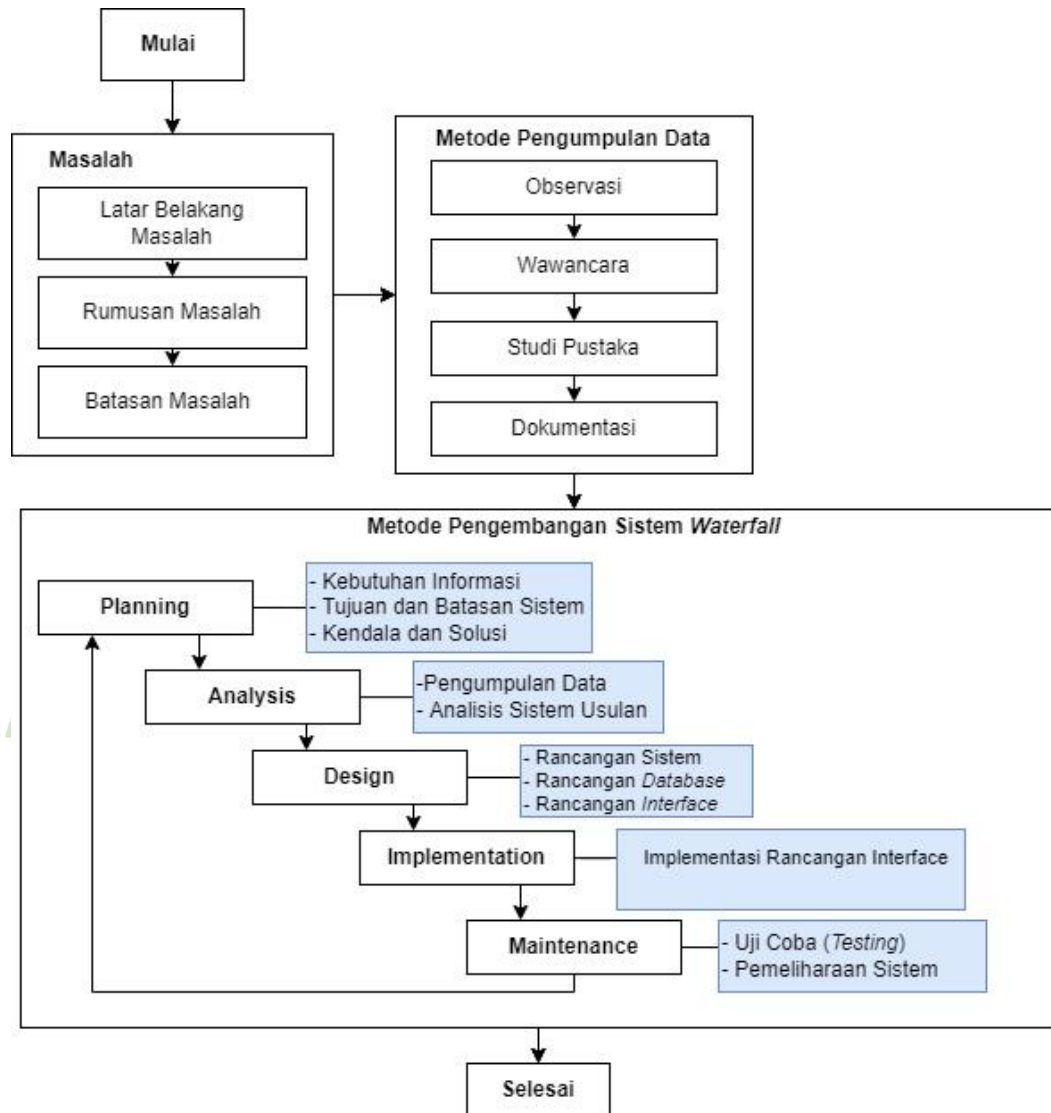 Mulai
Masalah
Latar Belakang
Masalah
Rumusan Masalah
Batasan Masalah
Metode Pengumpulan Data
Observasi
Wawancara
Studi Pustaka
Dokumentasi
Metode Pengembangan Sistem Waterfall
Planning
- Kebutuhan Informasi
- Tujuan dan Batasan Sistem
- Kendala dan Solusi
Analysis
-Pengumpulan Data
- Analisis Sistem Usulan
Design
- Rancangan Sistem
- Rancangan Database
- Rancangan Interface
Implementation
Implementasi Rancangan Interface
Maintenance
- Uji Coba (Testing)
- Pemeliharaan Sistem
Selesai